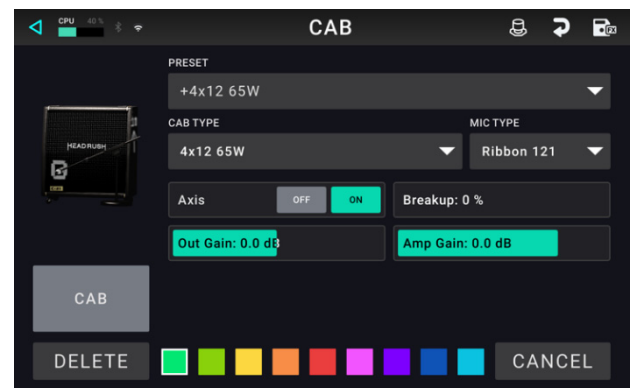 CPU 40 %
CAB
FX
PRESET
+4x12 65W
CAB TYPE
MIC TYPE
4x12 65W
Ribbon 121
HEADRUSH
Axis
OFF
ON
Breakup: 0 %
Out Gain: 0.0 dB
Amp Gain: 0.0 dB
CAB
DELETE
CANCEL